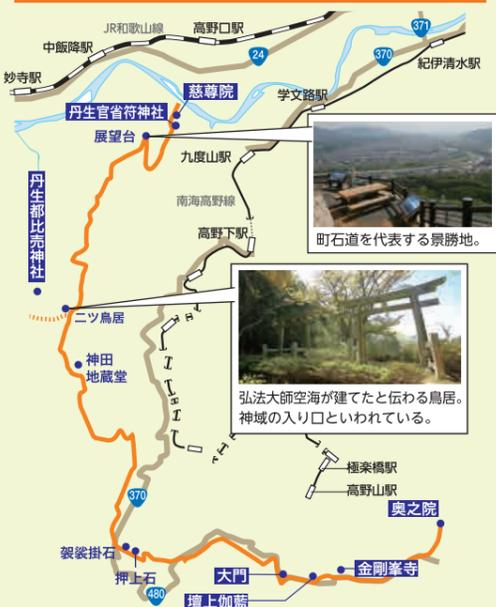 JR和歌山線
高野口駅
中飯降駅
妙寺駅
24
370
371
紀伊清水駅
学文路駅
慈尊院
丹生官省符神社
展望台
九度山駅
南海高野線
高野下駅
町石道を代表する景勝地。
丹生都比売神社
二ツ鳥居
神田
地蔵堂
弘法大師空海が建てたと伝わる鳥居。
神域の入り口といわれている。
極楽橋駅
高野山駅
370
奥之院
袈裟掛石
押上石
480
大門
壇上伽藍
金剛峯寺